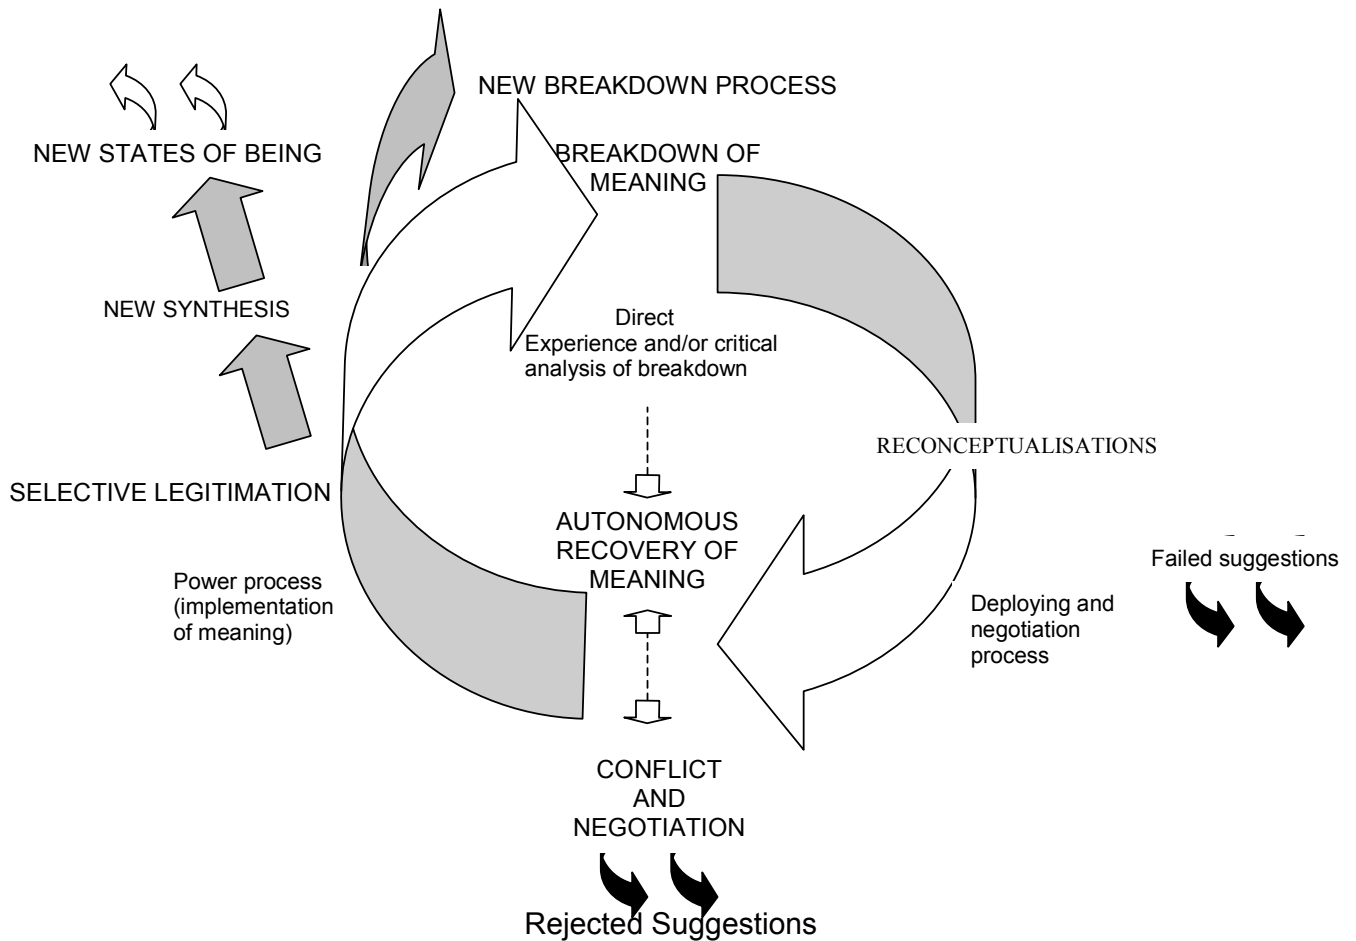 NEW BREAKDOWN PROCESS
NEW STATES OF BEING
BREAKDOWN OF
MEANING
NEW SYNTHESIS
Direct
Experience and/or critical
analysis of breakdown
RECONCEPTUALISATIONS
SELECTIVE LEGITIMATION
AUTONOMOUS
RECOVERY OF
MEANING
Failed suggestions
Power process
(implementation
of meaning)
Deploying and
negotiation
process
CONFLICT
AND
NEGOTIATION
Rejected Suggestions